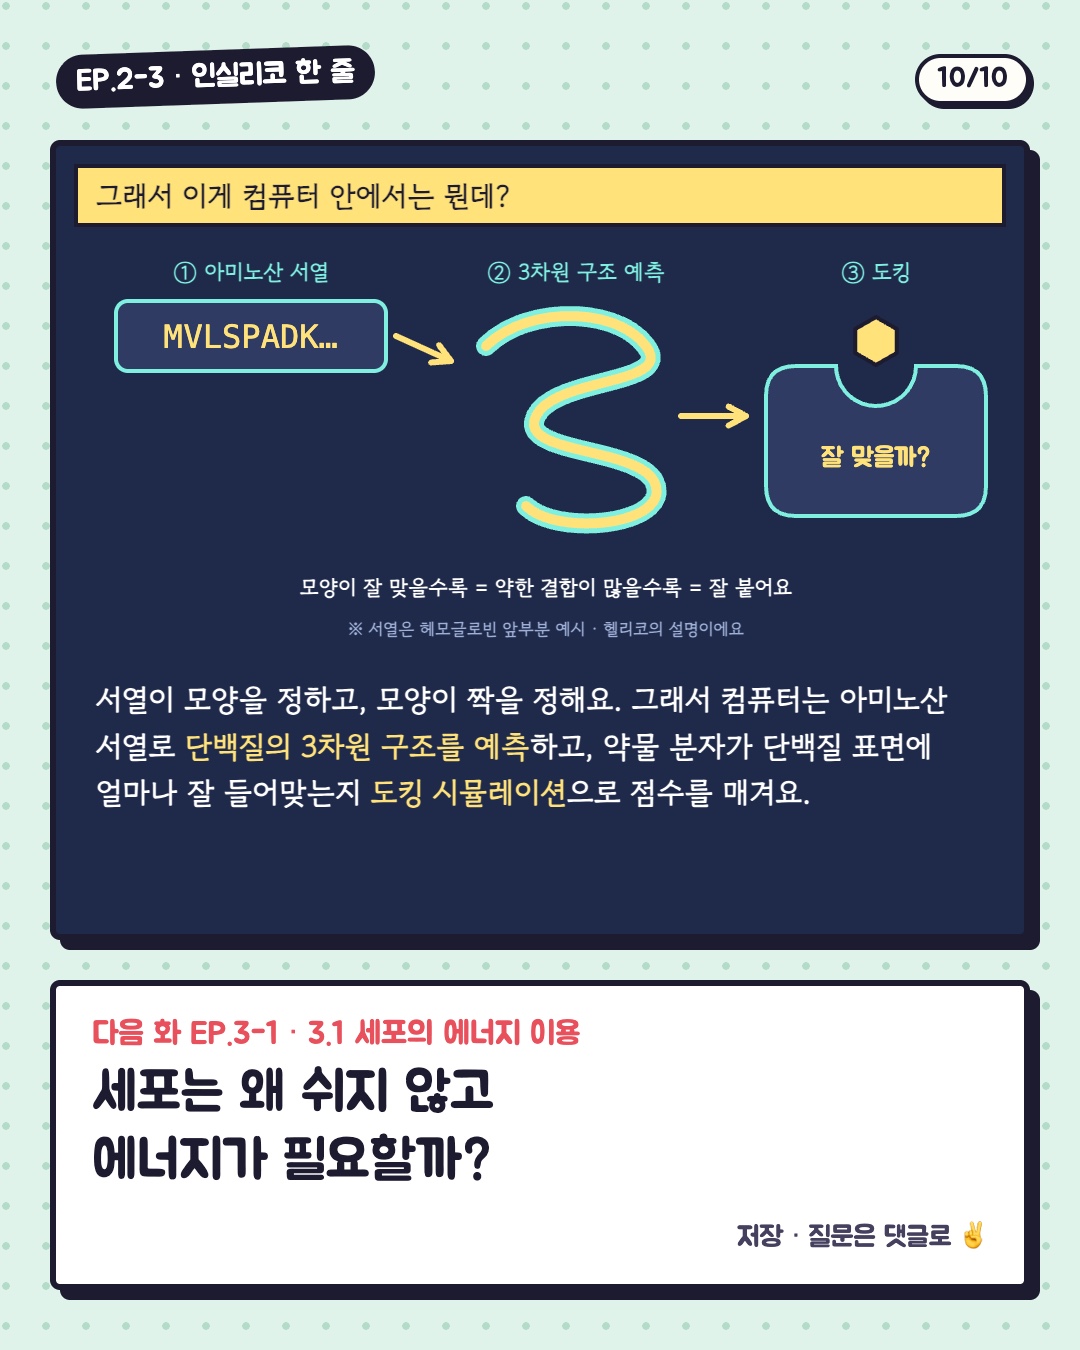 EP.2-3 · 인실리코 한 줄
10/10
그래서 이게 컴퓨터 안에서는 뭔데?
① 아미노산 서열
② 3차원 구조 예측
③ 도킹
MVLSPADK…
잘 맞을까?
모양이 잘 맞을수록 = 약한 결합이 많을수록 = 잘 붙어요
※ 서열은 헤모글로빈 앞부분 예시 · 헬리코의 설명이에요
서열이 모양을 정하고, 모양이 짝을 정해요. 그래서 컴퓨터는 아미노산
서열로 단백질의 3차원 구조를 예측하고, 약물 분자가 단백질 표면에
얼마나 잘 들어맞는지 도킹 시뮬레이션으로 점수를 매겨요.
다음 화 EP.3-1 · 3.1 세포의 에너지 이용
세포는 왜 쉬지 않고
에너지가 필요할까?
저장 · 질문은 댓글로 ✌️